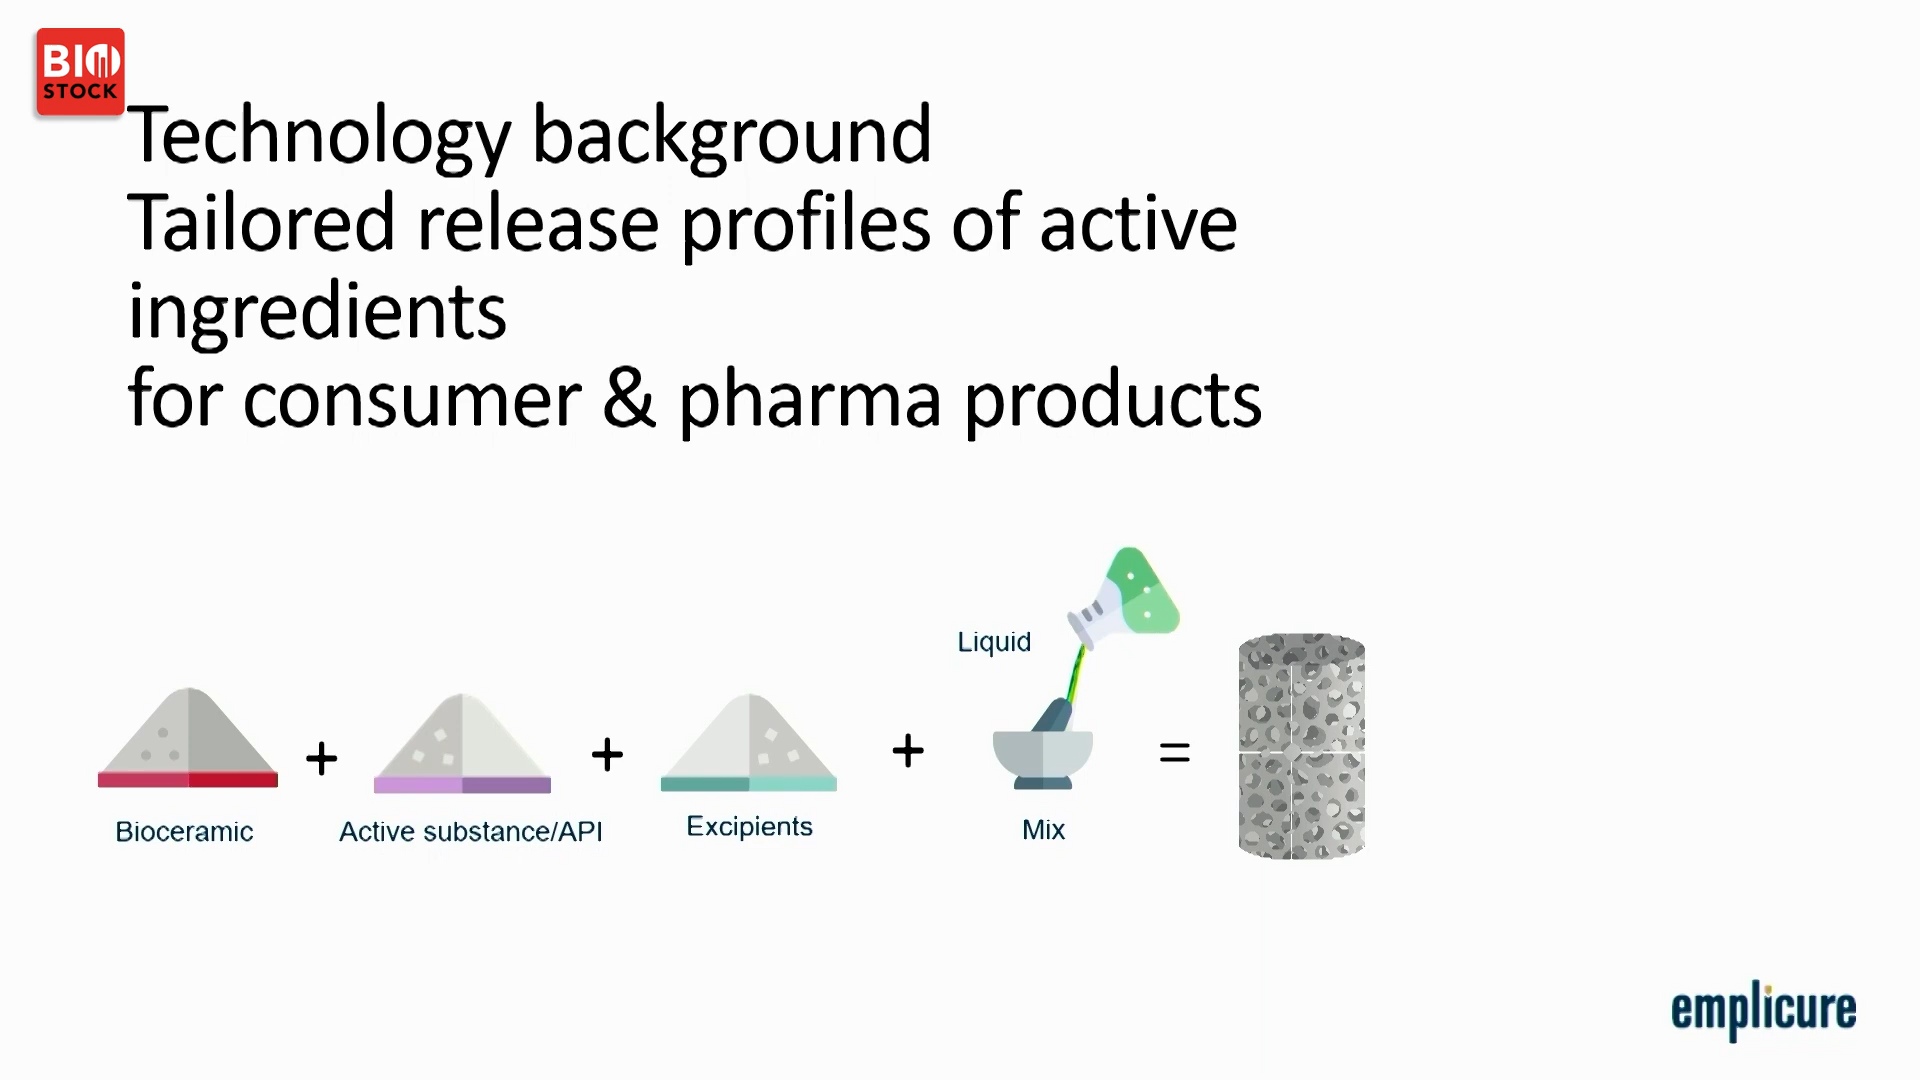 BIO
STOCK
Technology background
Tailored release profiles of active
ingredients
for consumer & pharma products
Liquid
+
+
+
=
Bioceramic
Active substance/API
Excipients
Mix
emplicure